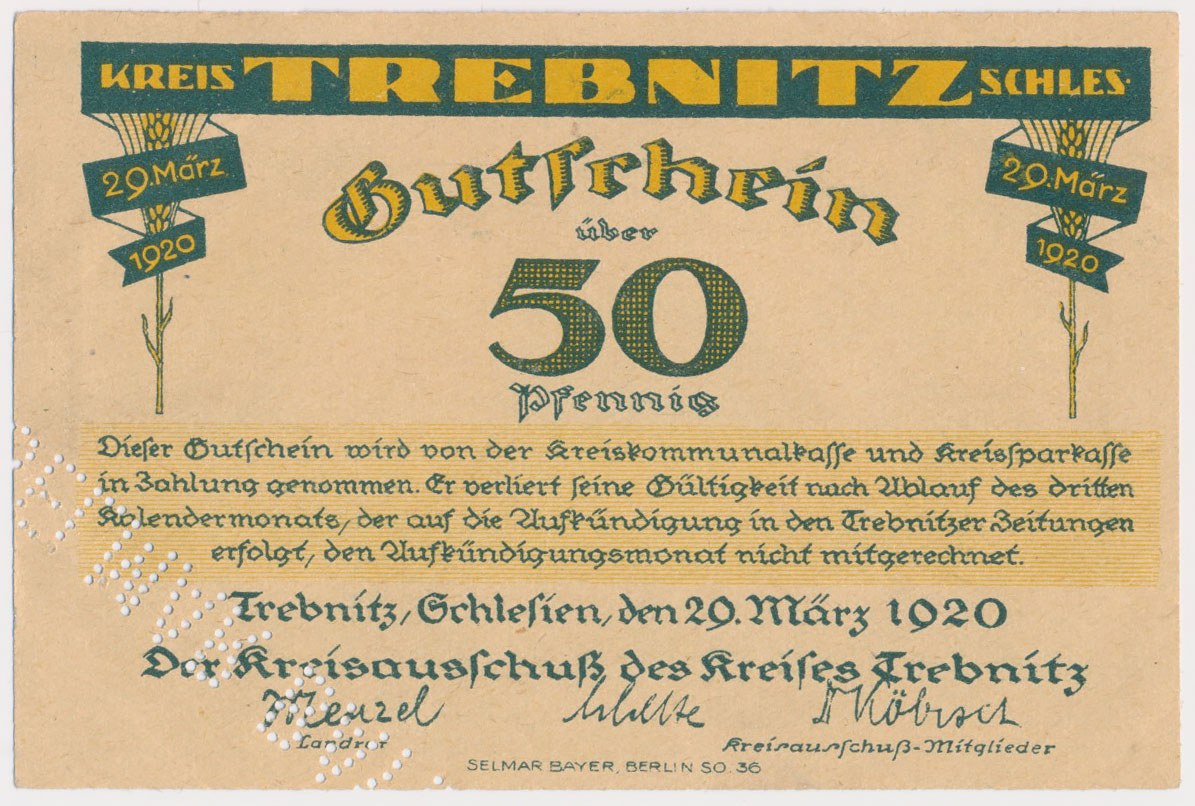 KREIS TREBNITZ SCHLES.
29. März
1920
29. März
1920
Gutschein
über
50
Pfennig
Dieser Gutschein wird von der Kreiskommunalkasse und Kreissparkasse
in Zahlung genommen. Er verliert seine Gültigkeit nach Ablauf des dritten
Kalendermonats, der auf die Aufkündigung in den Trebnitzer Zeitungen
erfolgt, den Aufkündigungsmonat nicht mitgerechnet.
Trebnitz, Schlesien, den 29. März 1920
Der Kreisausschuß des Kreises Trebnitz
Menzel
Landrat
Kreisausschuß-Mitglieder
SELMAR BAYER, BERLIN SO. 36